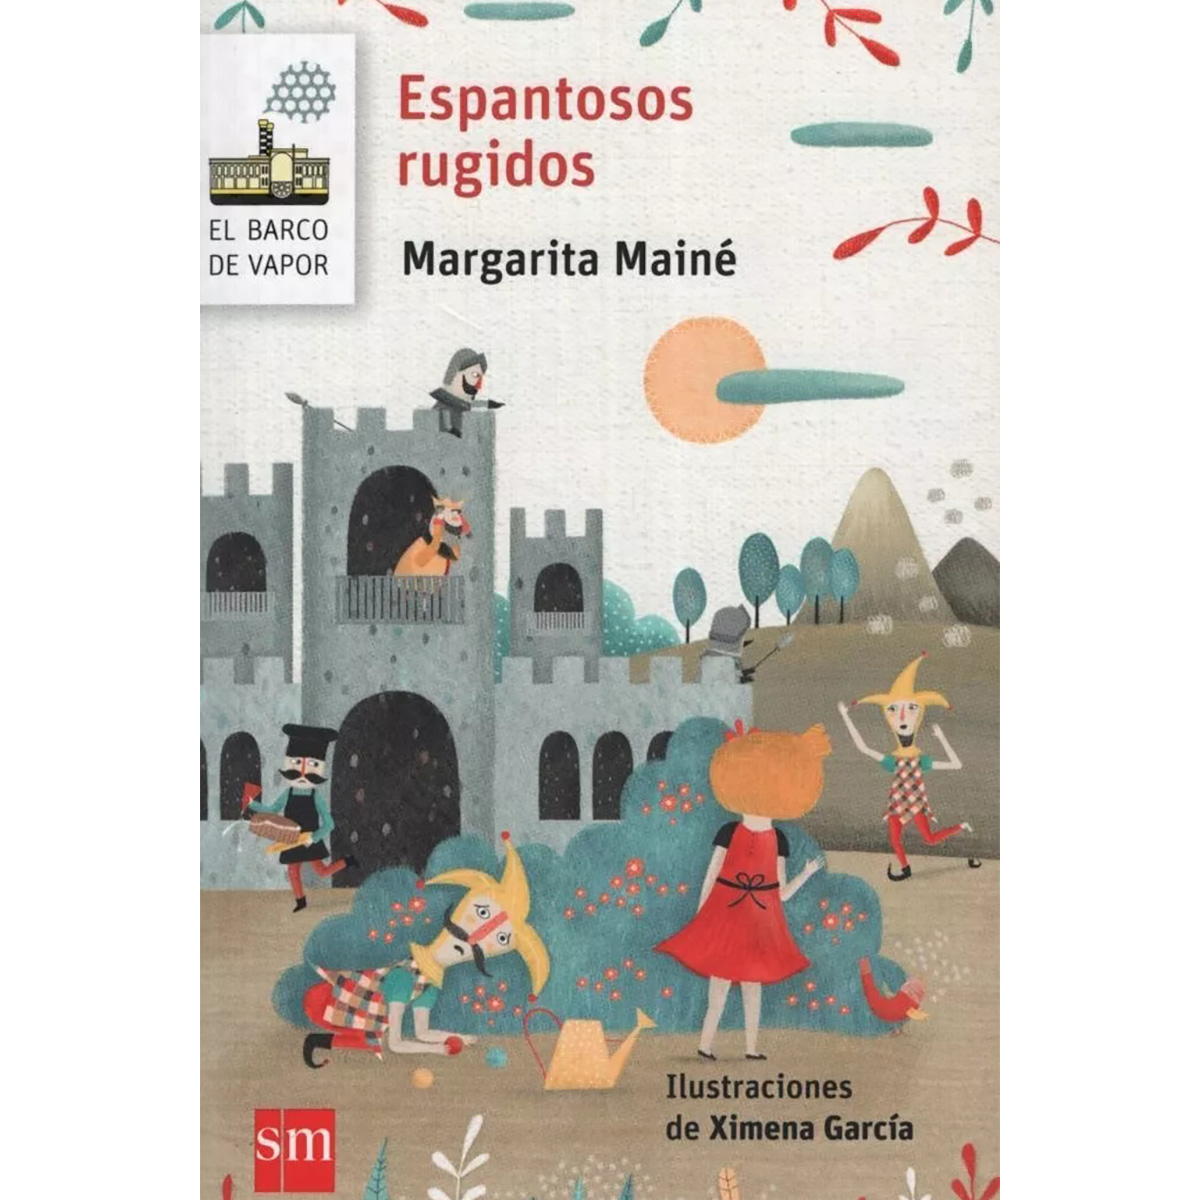 Espantosos
rugidos
EL BARCO
DE VAPOR
Margarita Mainé
Ilustraciones
de Ximena García
sm